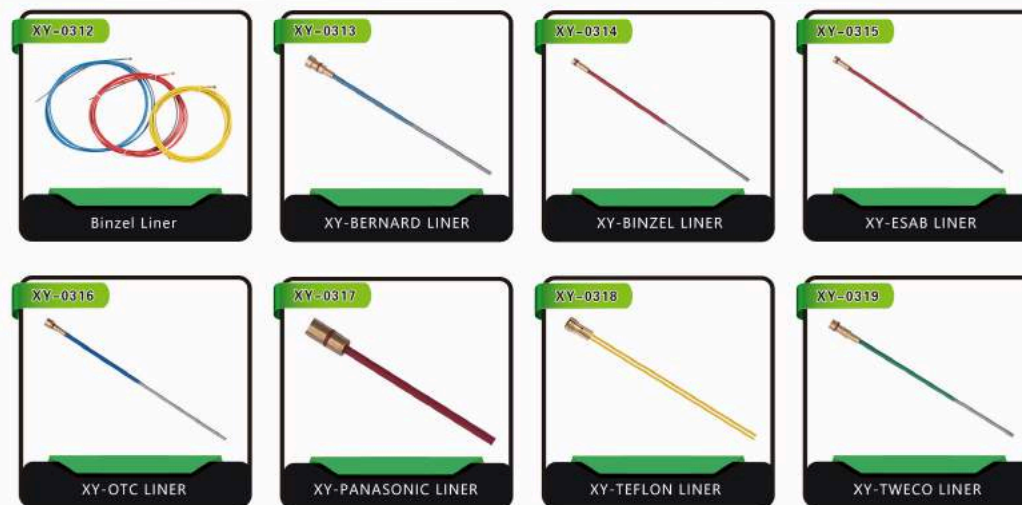 XY-0312
XY-0313
XY-0314
XY-0315
Binzel Liner
XY-BERNARD LINER
XY-BINZEL LINER
XY-ESAB LINER
XY-0316
XY-0317
XY-0318
XY-0319
XY-OTC LINER
XY-PANASONIC LINER
XY-TEFLON LINER
XY-TWECO LINER